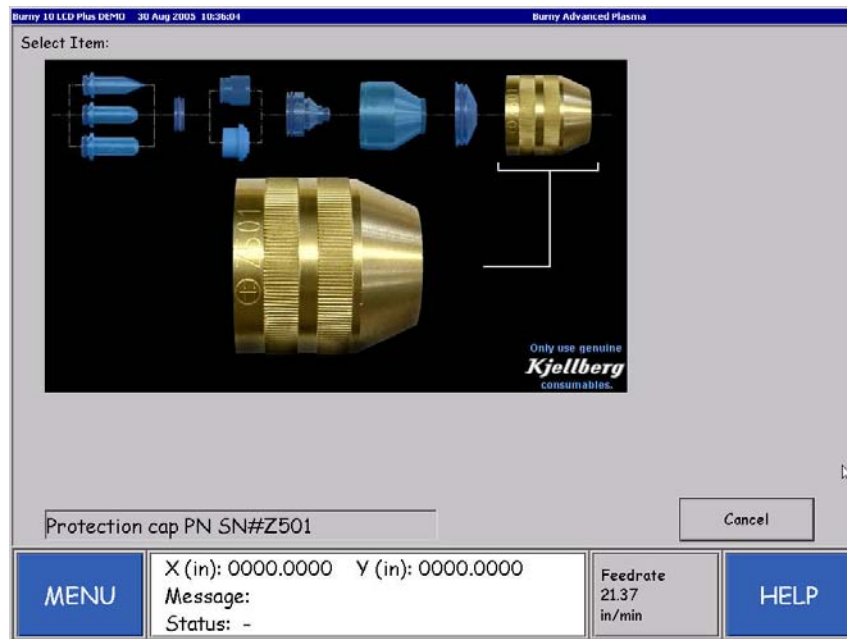 Burny 10 LCD Plus DEMO 30 Aug 2005 10:36:04 Burny Advanced Plasma
Select Item:
Z501
Only use genuine
Kjellberg
consumables.
Protection cap PN SN#Z501
Cancel
MENU
X (in): 0000.0000 Y (in): 0000.0000
Message:
Status: -
Feedrate
21.37
in/min
HELP